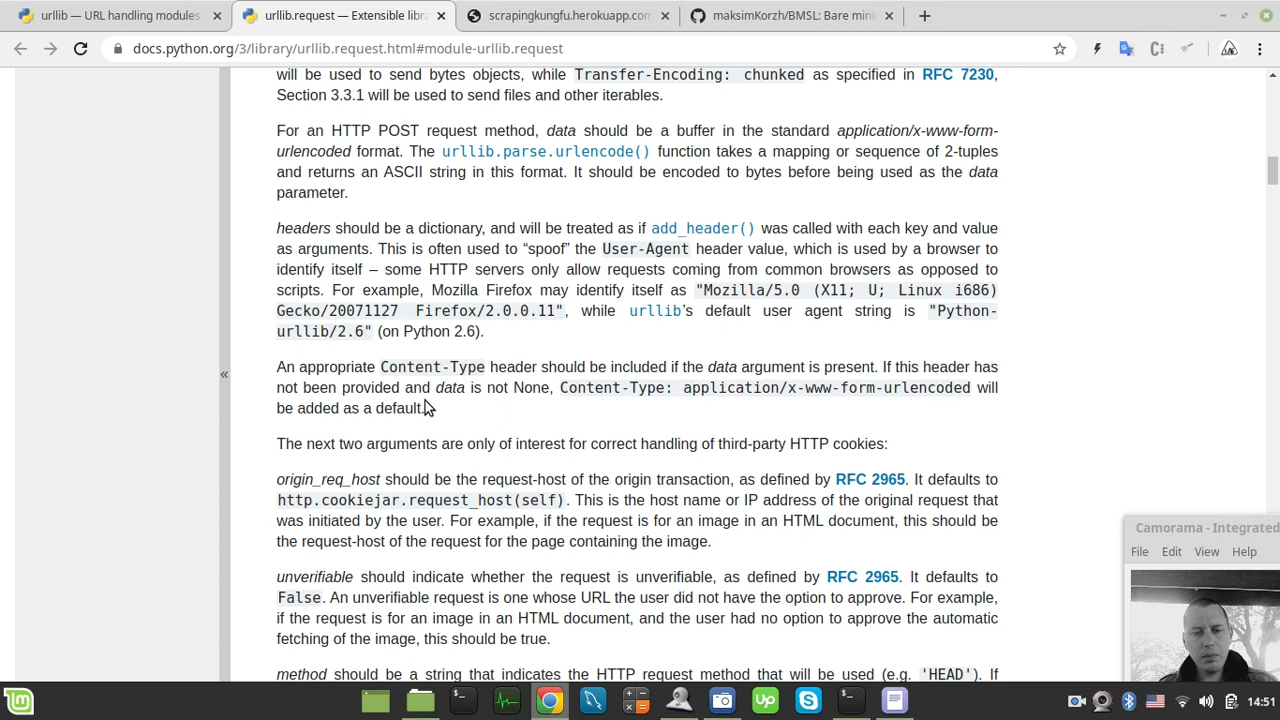 urllib — URL handling modules
urllib.request — Extensible libra
scrapingkungfu.herokuapp.com
maksimKorzh/BMSL: Bare mini
docs.python.org/3/library/urllib.request.html#module-urllib.request
will be used to send bytes objects, while Transfer-Encoding: chunked as specified in RFC 7230,
Section 3.3.1 will be used to send files and other iterables.
For an HTTP POST request method, data should be a buffer in the standard application/x-www-form-
urlencoded format. The urllib.parse.urlencode() function takes a mapping or sequence of 2-tuples
and returns an ASCII string in this format. It should be encoded to bytes before being used as the data
parameter.
headers should be a dictionary, and will be treated as if add_header() was called with each key and value
as arguments. This is often used to “spoof” the User-Agent header value, which is used by a browser to
identify itself – some HTTP servers only allow requests coming from common browsers as opposed to
scripts. For example, Mozilla Firefox may identify itself as "Mozilla/5.0 (X11; U; Linux i686)
Gecko/20071127 Firefox/2.0.0.11", while urllib’s default user agent string is "Python-
urllib/2.6" (on Python 2.6).
«
An appropriate Content-Type header should be included if the data argument is present. If this header has
not been provided and data is not None, Content-Type: application/x-www-form-urlencoded will
be added as a default.
The next two arguments are only of interest for correct handling of third-party HTTP cookies:
origin_req_host should be the request-host of the origin transaction, as defined by RFC 2965. It defaults to
http.cookiejar.request_host(self). This is the host name or IP address of the original request that
was initiated by the user. For example, if the request is for an image in an HTML document, this should be
the request-host of the request for the page containing the image.
unverifiable should indicate whether the request is unverifiable, as defined by RFC 2965. It defaults to
False. An unverifiable request is one whose URL the user did not have the option to approve. For example,
if the request is for an image in an HTML document, and the user had no option to approve the automatic
fetching of the image, this should be true.
method should be a string that indicates the HTTP request method that will be used (e.g. 'HEAD'). If
Camorama - Integrated
File Edit View Help
14:51